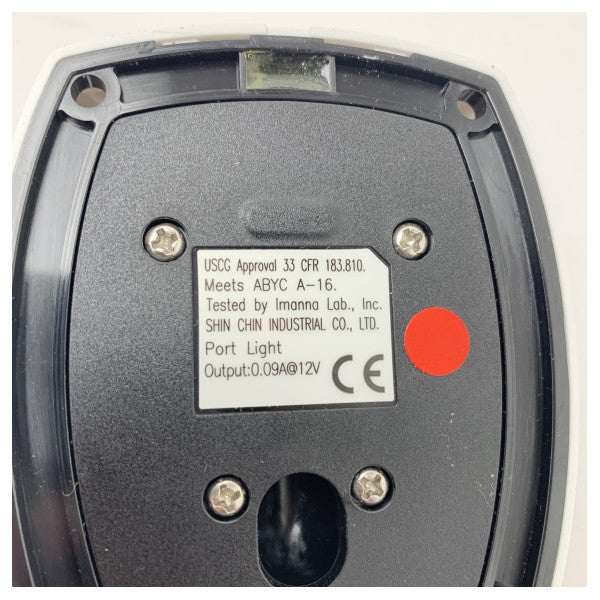 USCG Approval 33 CFR 183.810.
Meets ABYC A-16.
Tested by Imanna Lab., Inc.
SHIN CHIN INDUSTRIAL CO., LTD.
Port Light
Output:0.09A@12V CE